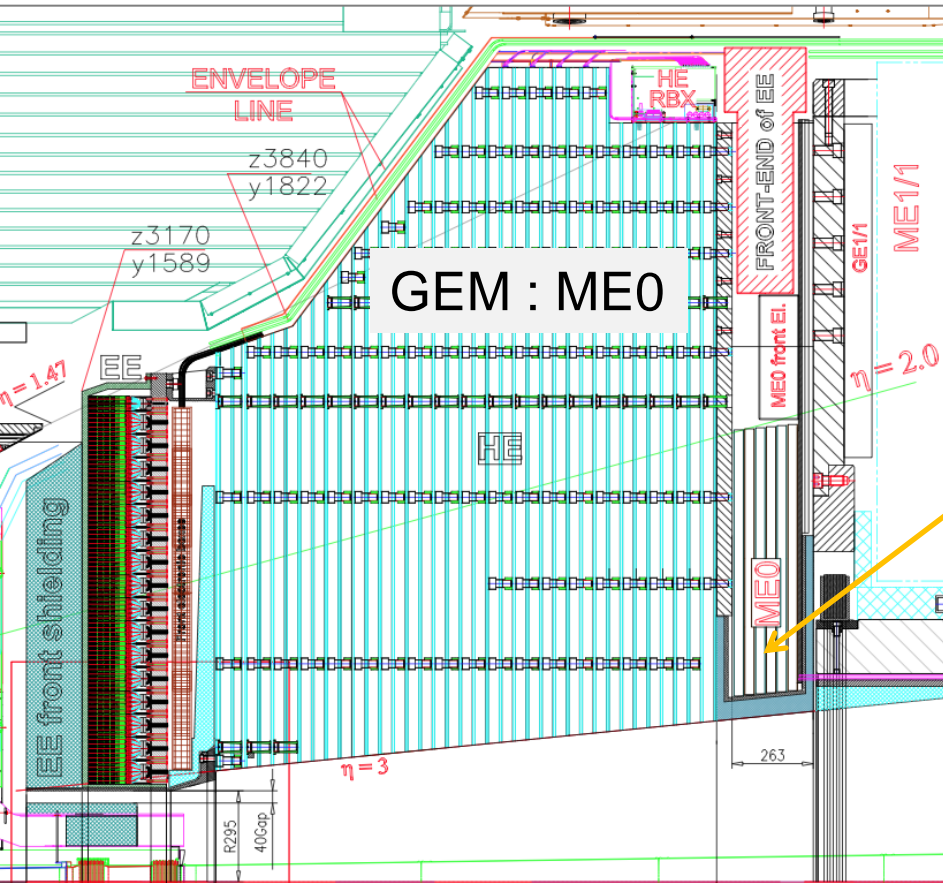 ENVELOPE
LINE
HE
RBX
FRONT-END of EE
ME1/1
GE1/1
z3840
y1822
z3170
y1589
GEM : ME0
ME0 front El.
η = 2.0
η = 1.47
EE
HE
EE front shielding
ME0
η = 3
263
R295
40Gap